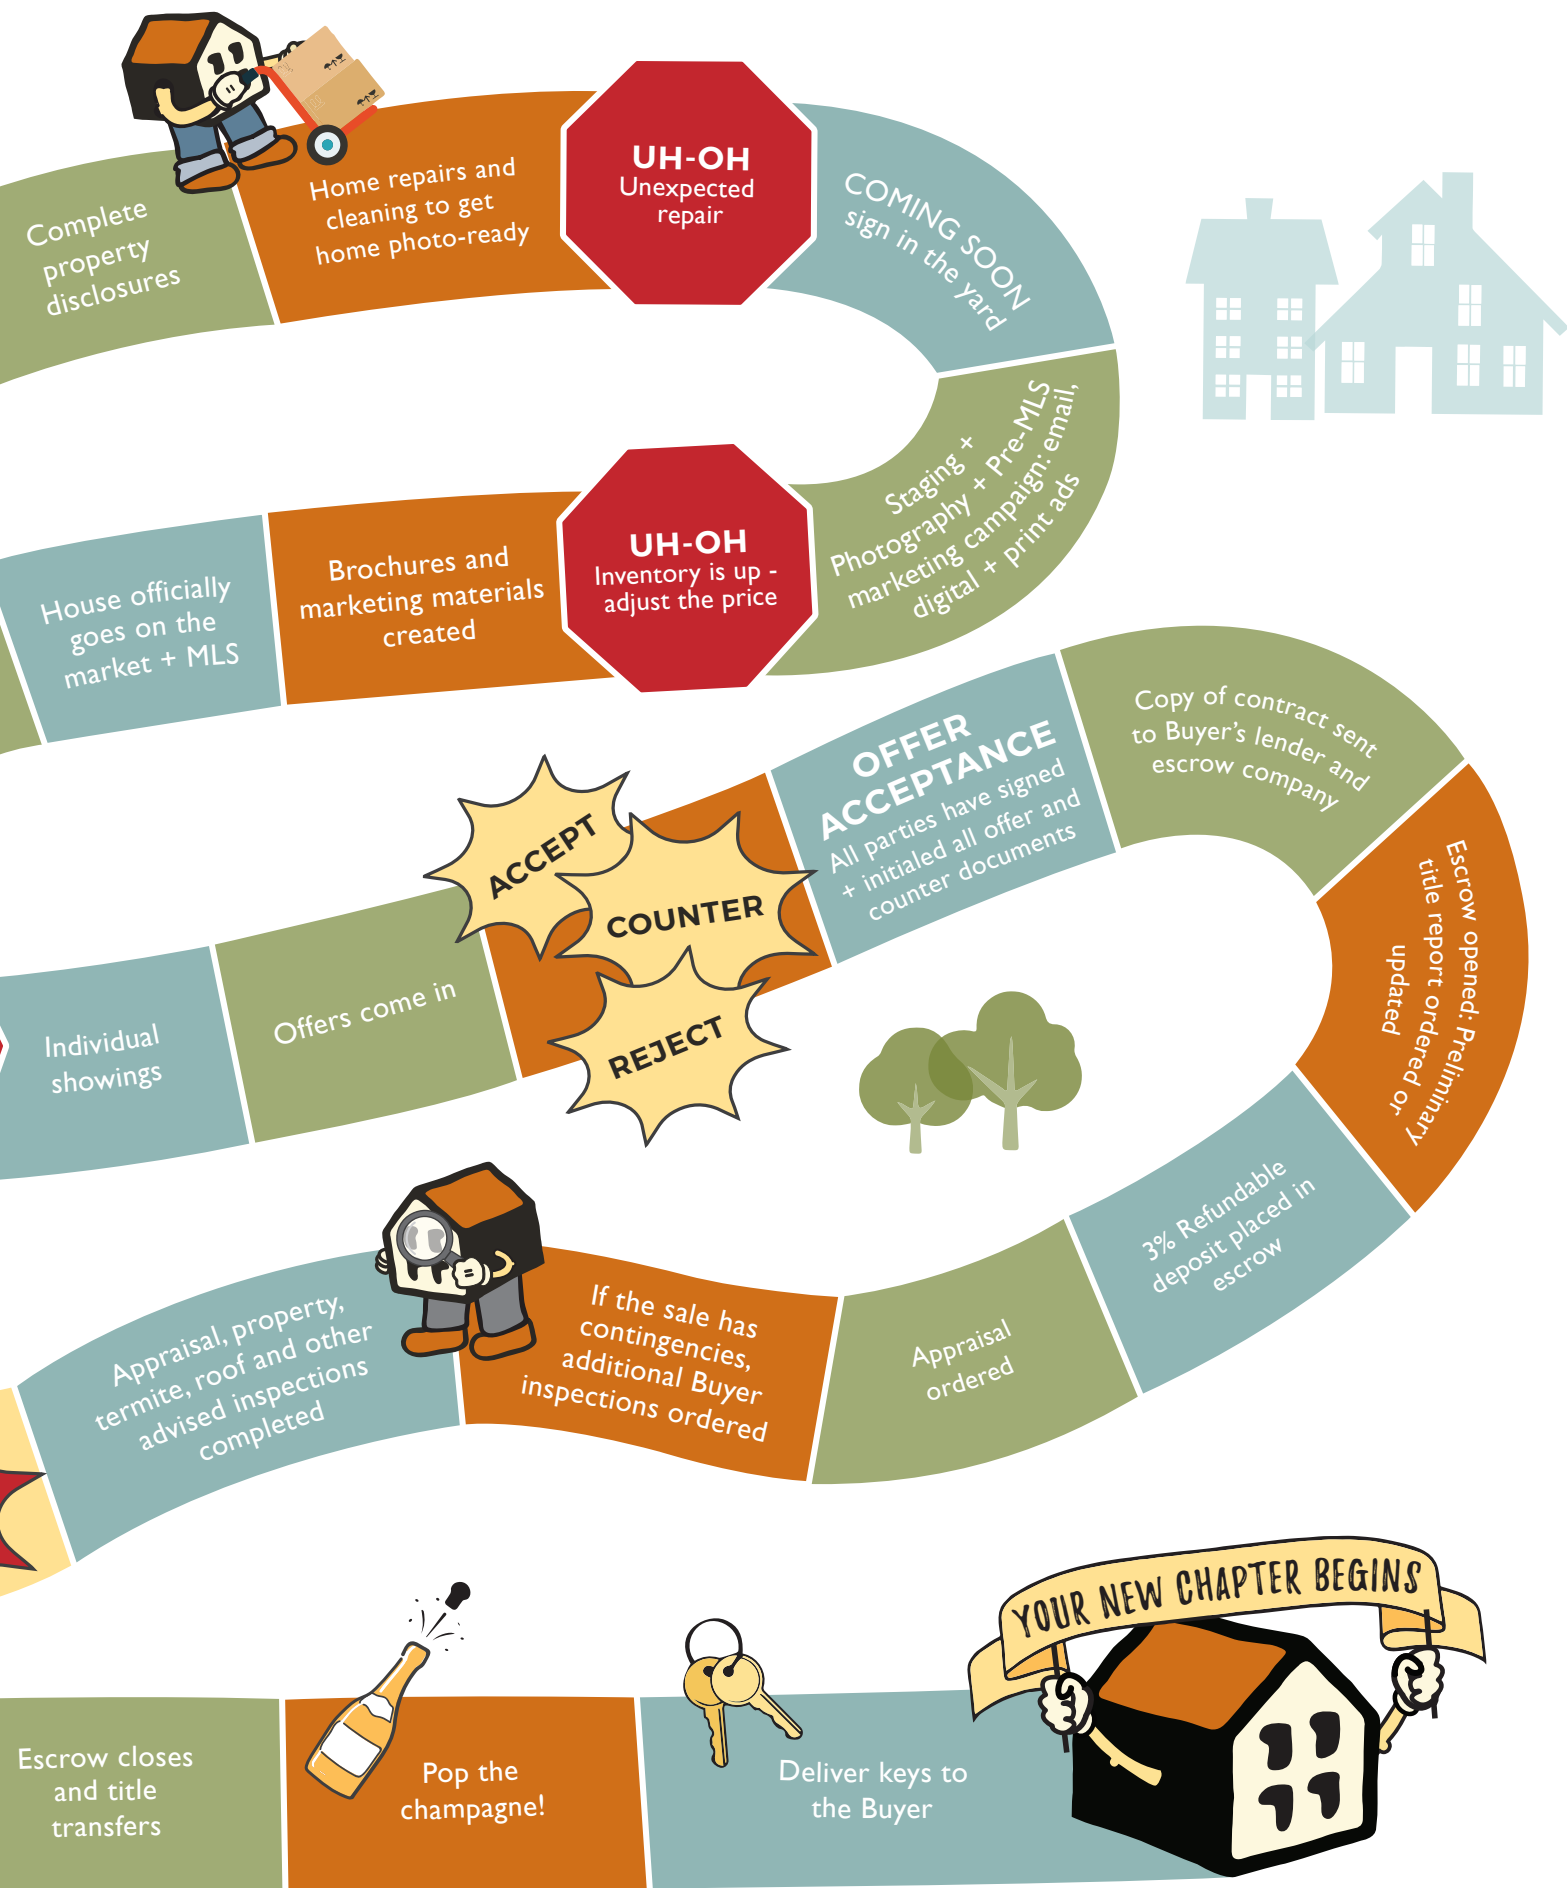 Complete
property
disclosures
Home repairs and
cleaning to get
home photo-ready
UH-OH
Unexpected
repair
COMING SOON
sign in the yard
Staging +
Photography + Pre-MLS
marketing campaign: email,
digital + print ads
UH-OH
Inventory is up -
adjust the price
Brochures and
marketing materials
created
House officially
goes on the
market + MLS
Individual
showings
Offers come in
ACCEPT
COUNTER
REJECT
OFFER
ACCEPTANCE
All parties have signed
+ initialed all offer and
counter documents
Copy of contract sent
to Buyer’s lender and
escrow company
Escrow opened: Preliminary
title report ordered or
updated
3% Refundable
deposit placed in
escrow
Appraisal
ordered
If the sale has
contingencies,
additional Buyer
inspections ordered
Appraisal, property,
termite, roof and other
advised inspections
completed
Escrow closes
and title
transfers
Pop the
champagne!
Deliver keys to
the Buyer
YOUR NEW CHAPTER BEGINS